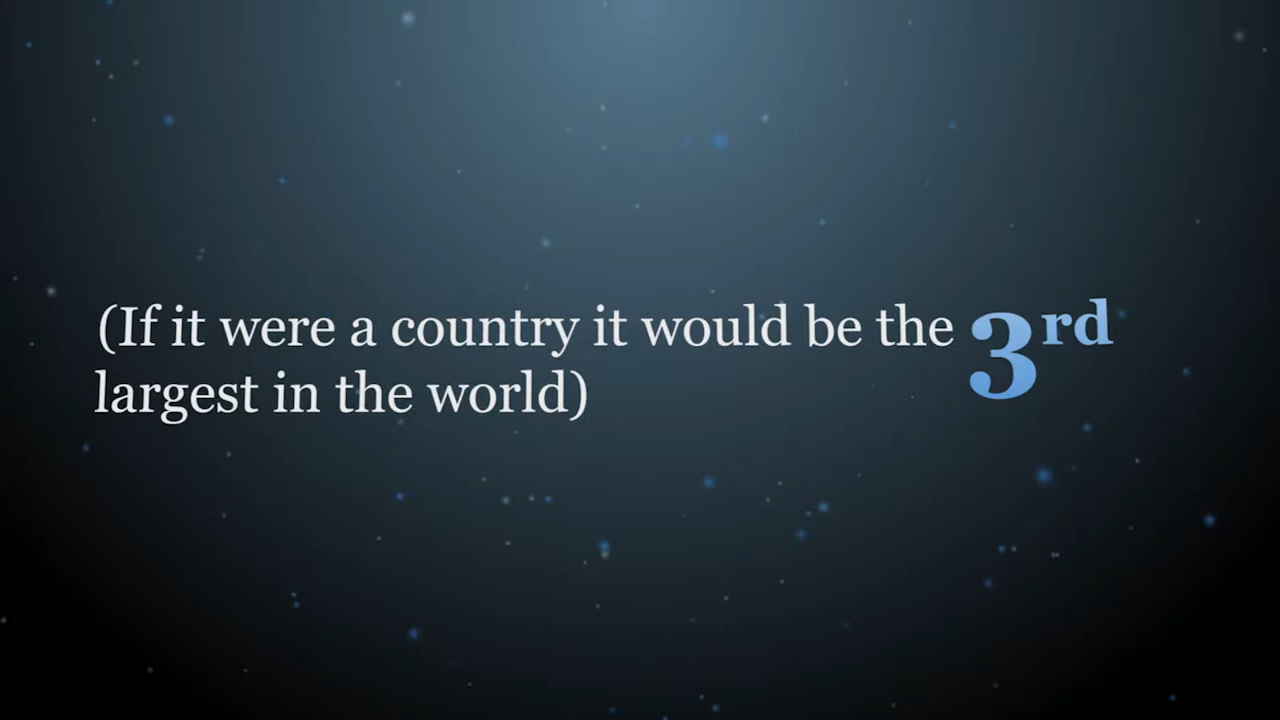 (If it were a country it would be the 3rd
largest in the world)